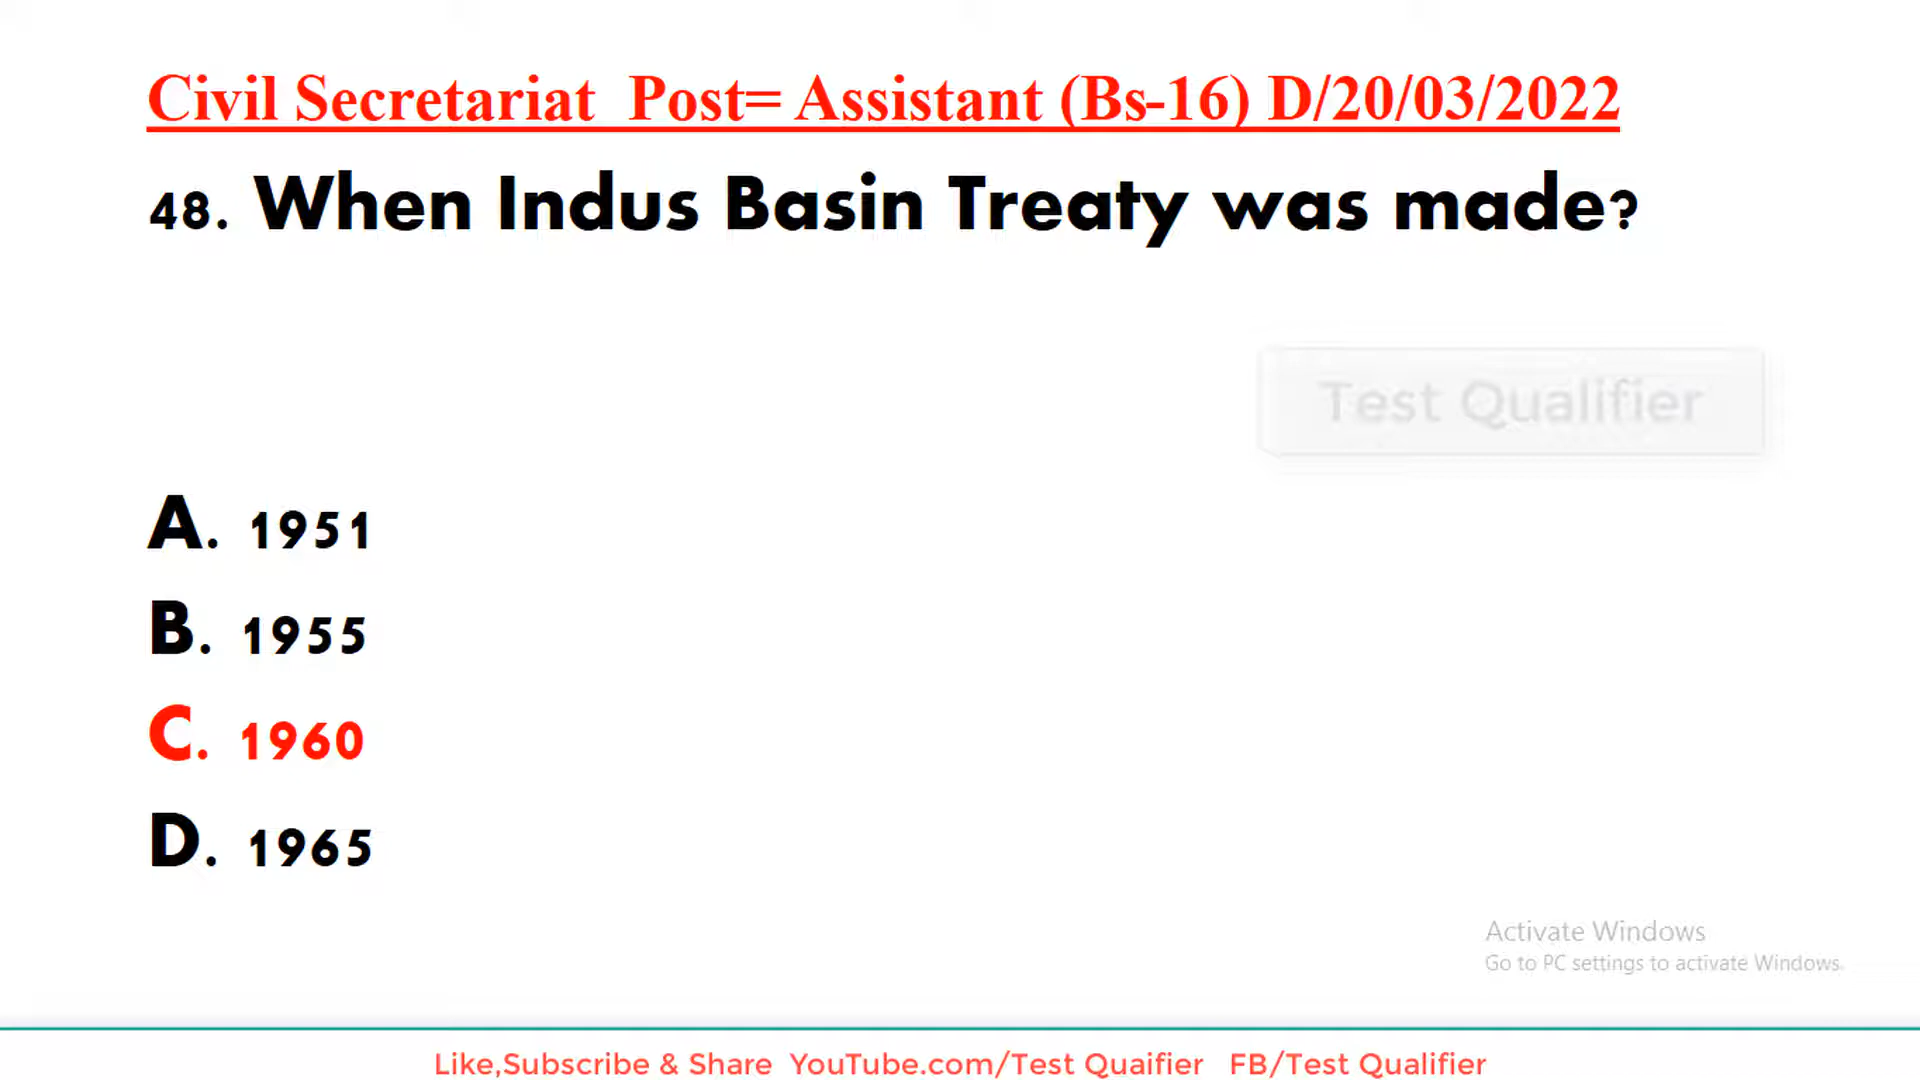 Civil Secretariat Post= Assistant (Bs-16) D/20/03/2022
48. When Indus Basin Treaty was made?
Test Qualifier
A. 1951
B. 1955
C. 1960
D. 1965
Activate Windows
Go to PC settings to activate Windows.
Like,Subscribe & Share YouTube.com/Test Quaifier FB/Test Qualifier